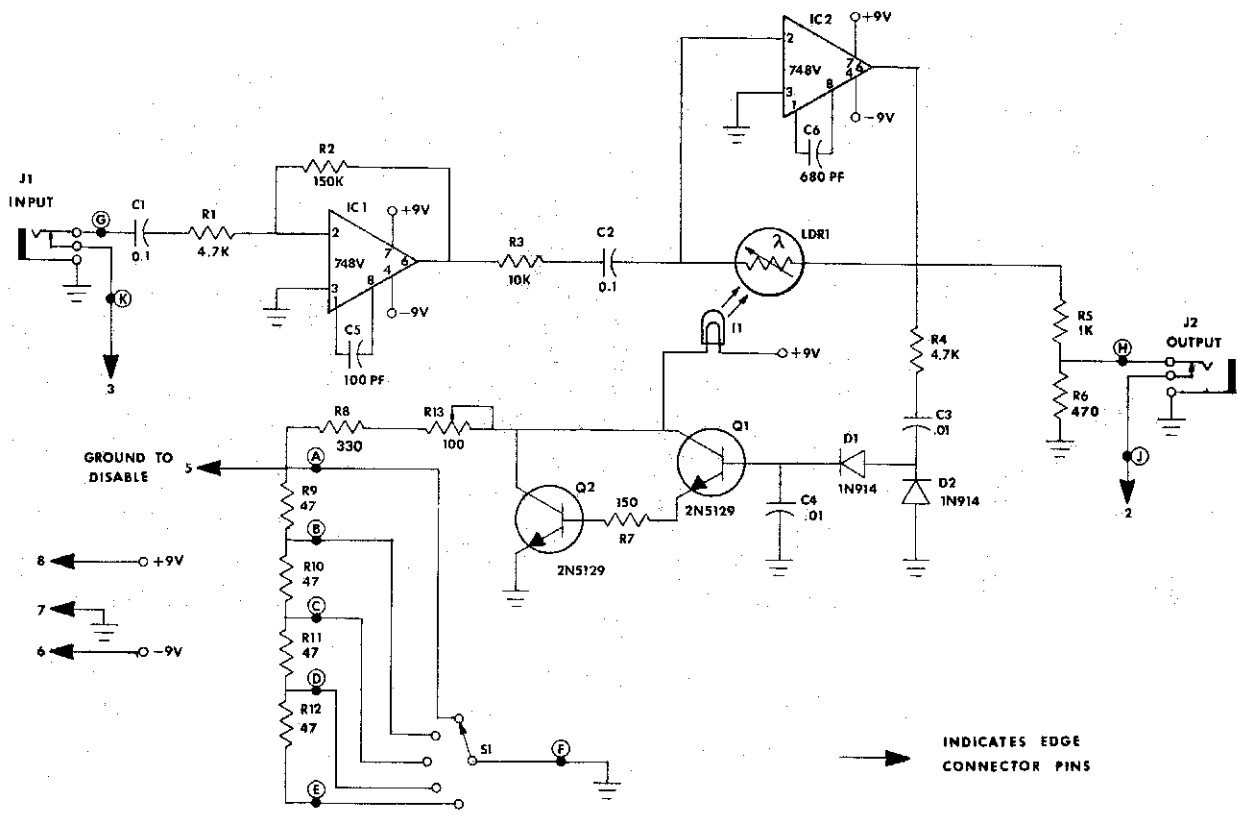 IC2
+9V
2
748V
7
6
4
8
3
1
-9V
C6
680 PF
R2
150K
J1
INPUT
G
C1
0.1
R1
4.7K
IC1
+9V
2
748V
7
6
4
8
3
1
-9V
C5
100 PF
R3
10K
C2
0.1
λ
LDR1
I1
+9V
K
3
R4
4.7K
R5
1K
H
J2
OUTPUT
R6
470
C3
.01
J
2
R8
330
R13
100
Q1
2N5129
D1
1N914
D2
1N914
C4
.01
GROUND TO
DISABLE
5
A
R9
47
Q2
2N5129
150
R7
B
R10
47
8
+9V
7
6
-9V
C
R11
47
D
R12
47
S1
F
E
INDICATES EDGE
CONNECTOR PINS